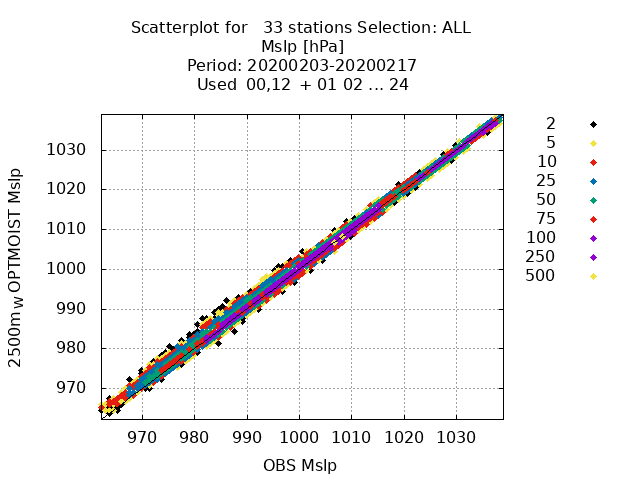 Scatterplot for   33 stations Selection: ALL
Mslp [hPa]
Period: 20200203-20200217
Used  00,12  + 01 02 ... 24
2500m_W OPTMOIST Mslp
1030
1020
1010
1000
990
980
970
970 980 990 1000 1010 1020 1030
OBS Mslp
2
5
10
25
50
75
100
250
500